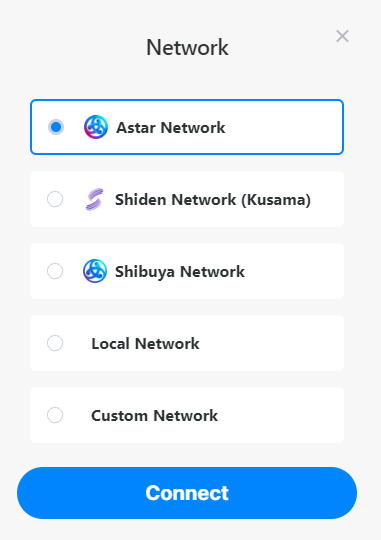 Network
Astar Network
Shiden Network (Kusama)
Shibuya Network
Local Network
Custom Network
Connect